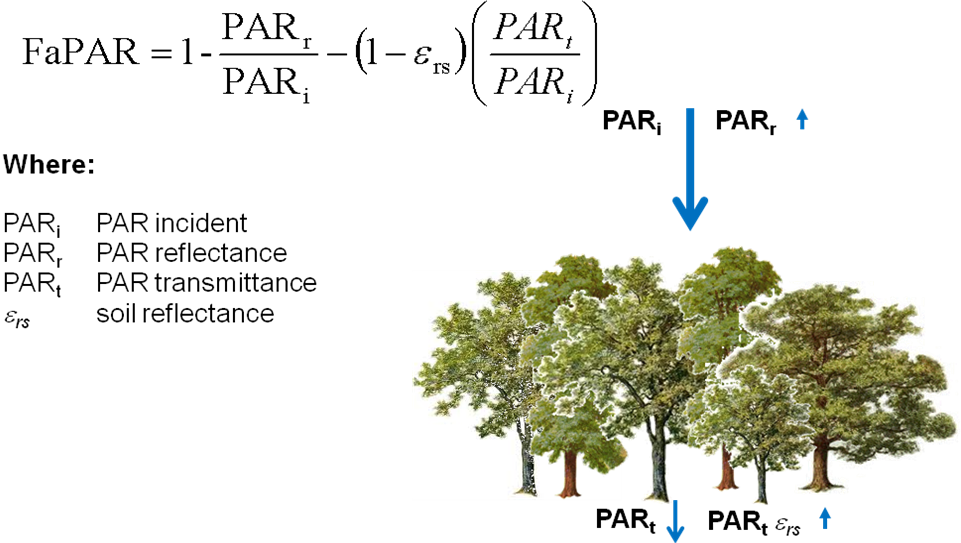 FaPAR = 1 - PARᵣ/PARᵢ − (1 − εᵣₛ)(PARₜ/PARᵢ)
PARᵢ PARᵣ
Where:
PARᵢ PAR incident
PARᵣ PAR reflectance
PARₜ PAR transmittance
εᵣₛ soil reflectance
PARₜ PARₜ εᵣₛ